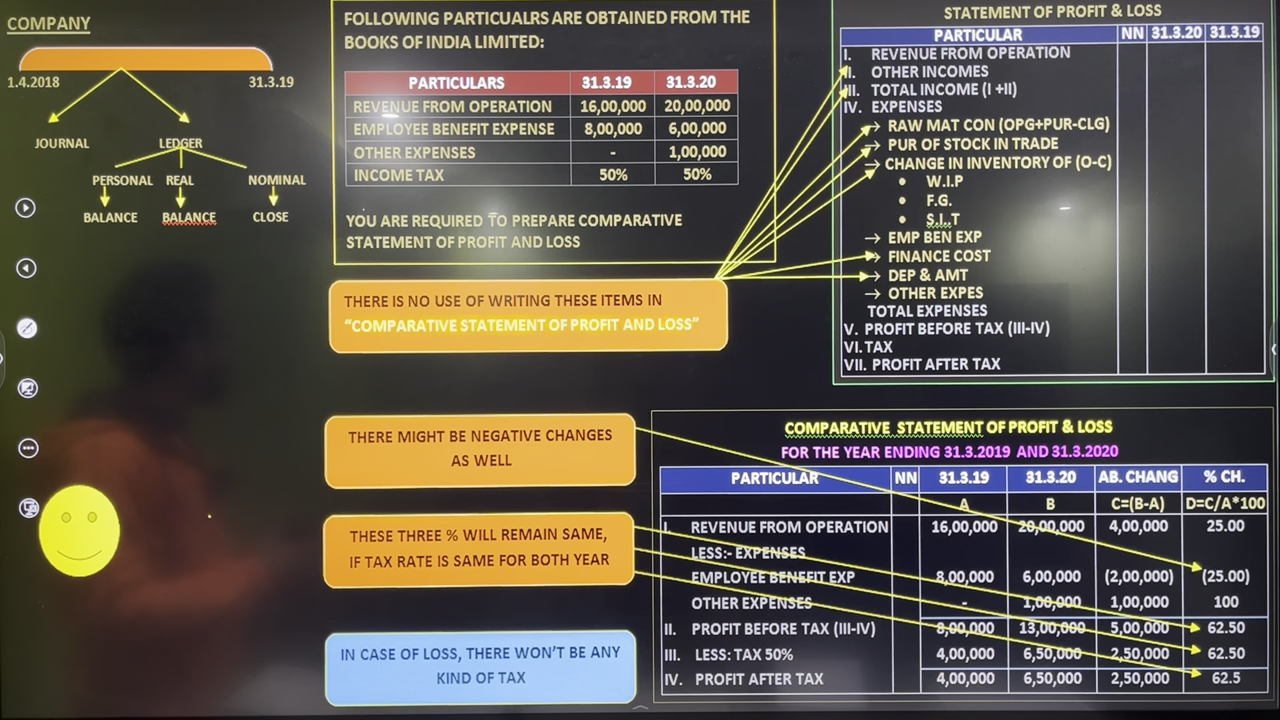 COMPANY
1.4.2018 31.3.19
JOURNAL LEDGER
PERSONAL REAL NOMINAL
BALANCE BALANCE CLOSE
FOLLOWING PARTICUALRS ARE OBTAINED FROM THE
BOOKS OF INDIA LIMITED:
PARTICULARS 31.3.19 31.3.20
REVENUE FROM OPERATION 16,00,000 20,00,000
EMPLOYEE BENEFIT EXPENSE 8,00,000 6,00,000
OTHER EXPENSES - 1,00,000
INCOME TAX 50% 50%
YOU ARE REQUIRED TO PREPARE COMPARATIVE
STATEMENT OF PROFIT AND LOSS
THERE IS NO USE OF WRITING THESE ITEMS IN
"COMPARATIVE STATEMENT OF PROFIT AND LOSS"
STATEMENT OF PROFIT & LOSS
PARTICULAR NN 31.3.20 31.3.19
I. REVENUE FROM OPERATION
II. OTHER INCOMES
III. TOTAL INCOME (I +II)
IV. EXPENSES
→ RAW MAT CON (OPG+PUR-CLG)
→ PUR OF STOCK IN TRADE
→ CHANGE IN INVENTORY OF (O-C)
• W.I.P
• F.G.
• S.I.T
→ EMP BEN EXP
→ FINANCE COST
→ DEP & AMT
→ OTHER EXPES
TOTAL EXPENSES
V. PROFIT BEFORE TAX (III-IV)
VI. TAX
VII. PROFIT AFTER TAX
THERE MIGHT BE NEGATIVE CHANGES
AS WELL
THESE THREE % WILL REMAIN SAME,
IF TAX RATE IS SAME FOR BOTH YEAR
IN CASE OF LOSS, THERE WON'T BE ANY
KIND OF TAX
COMPARATIVE STATEMENT OF PROFIT & LOSS
FOR THE YEAR ENDING 31.3.2019 AND 31.3.2020
PARTICULAR NN 31.3.19 31.3.20 AB. CHANG % CH.
A B C=(B-A) D=C/A*100
I. REVENUE FROM OPERATION 16,00,000 20,00,000 4,00,000 25.00
LESS:- EXPENSES
EMPLOYEE BENEFIT EXP 8,00,000 6,00,000 (2,00,000) (25.00)
OTHER EXPENSES - 1,00,000 1,00,000 100
II. PROFIT BEFORE TAX (III-IV) 8,00,000 13,00,000 5,00,000 62.50
III. LESS: TAX 50% 4,00,000 6,50,000 2,50,000 62.50
IV. PROFIT AFTER TAX 4,00,000 6,50,000 2,50,000 62.5